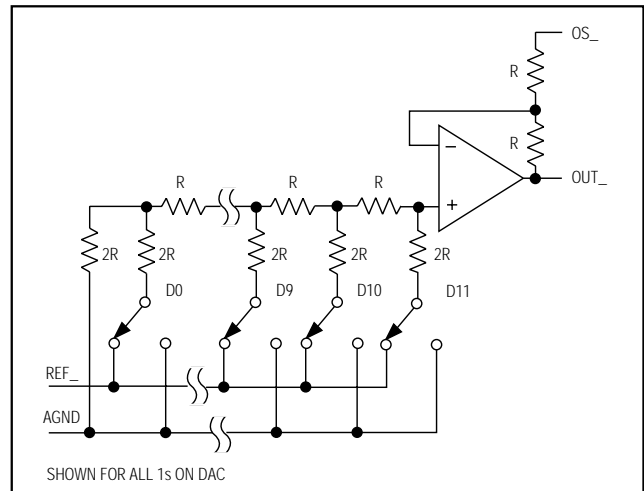 OS_
R
R
OUT_
−
+
R R R
2R 2R 2R 2R 2R
D0 D9 D10 D11
REF_
AGND
SHOWN FOR ALL 1s ON DAC